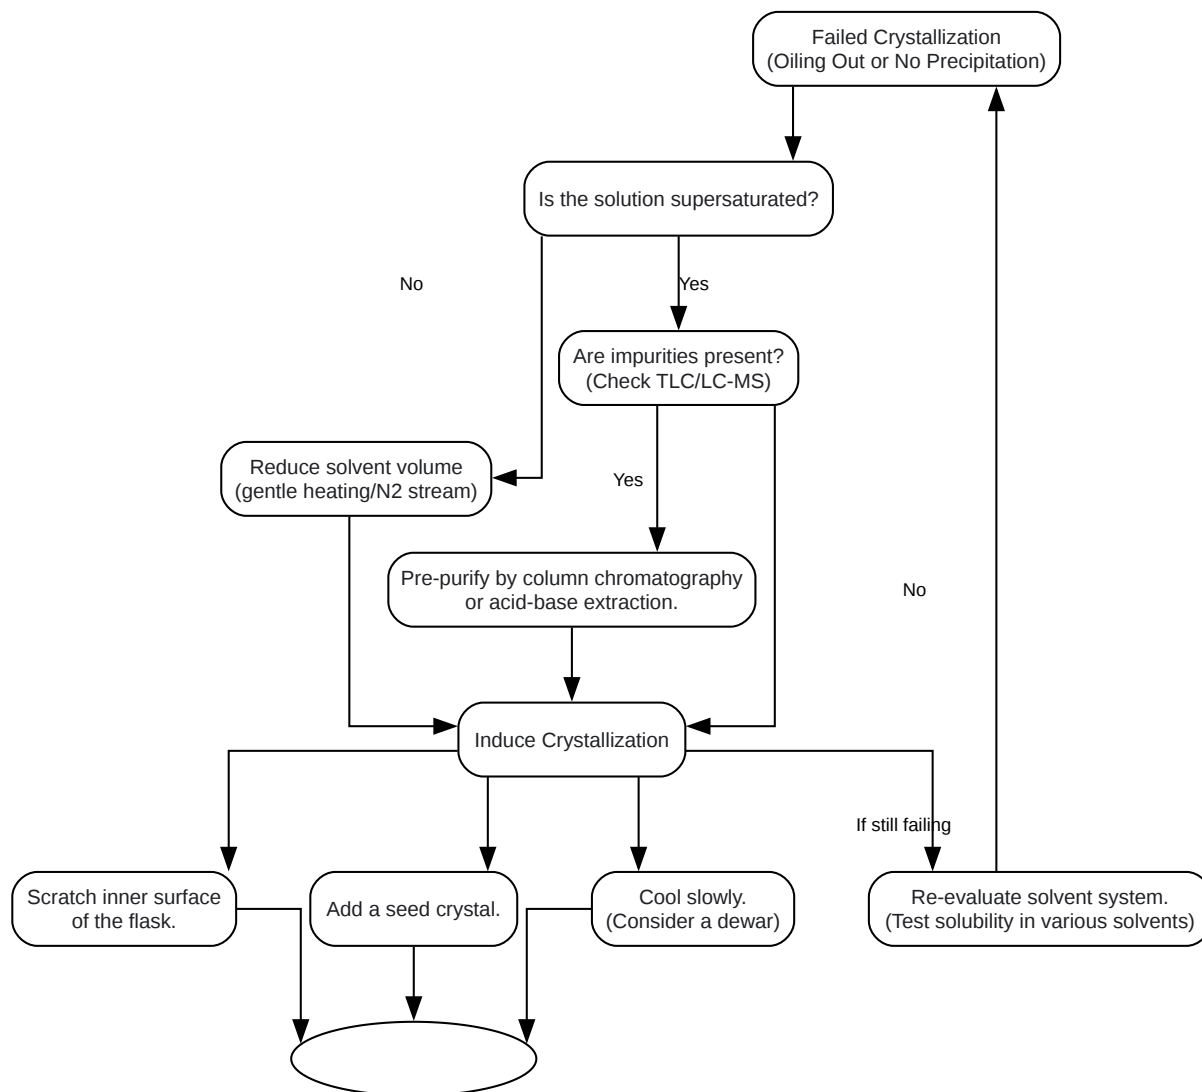 Failed Crystallization
(Oiling Out or No Precipitation)
Is the solution supersaturated?
No
Yes
Are impurities present?
(Check TLC/LC-MS)
Reduce solvent volume
(gentle heating/N2 stream)
Yes
Pre-purify by column chromatography
or acid-base extraction.
No
Induce Crystallization
If still failing
Scratch inner surface
of the flask.
Add a seed crystal.
Cool slowly.
(Consider a dewar)
Re-evaluate solvent system.
(Test solubility in various solvents)